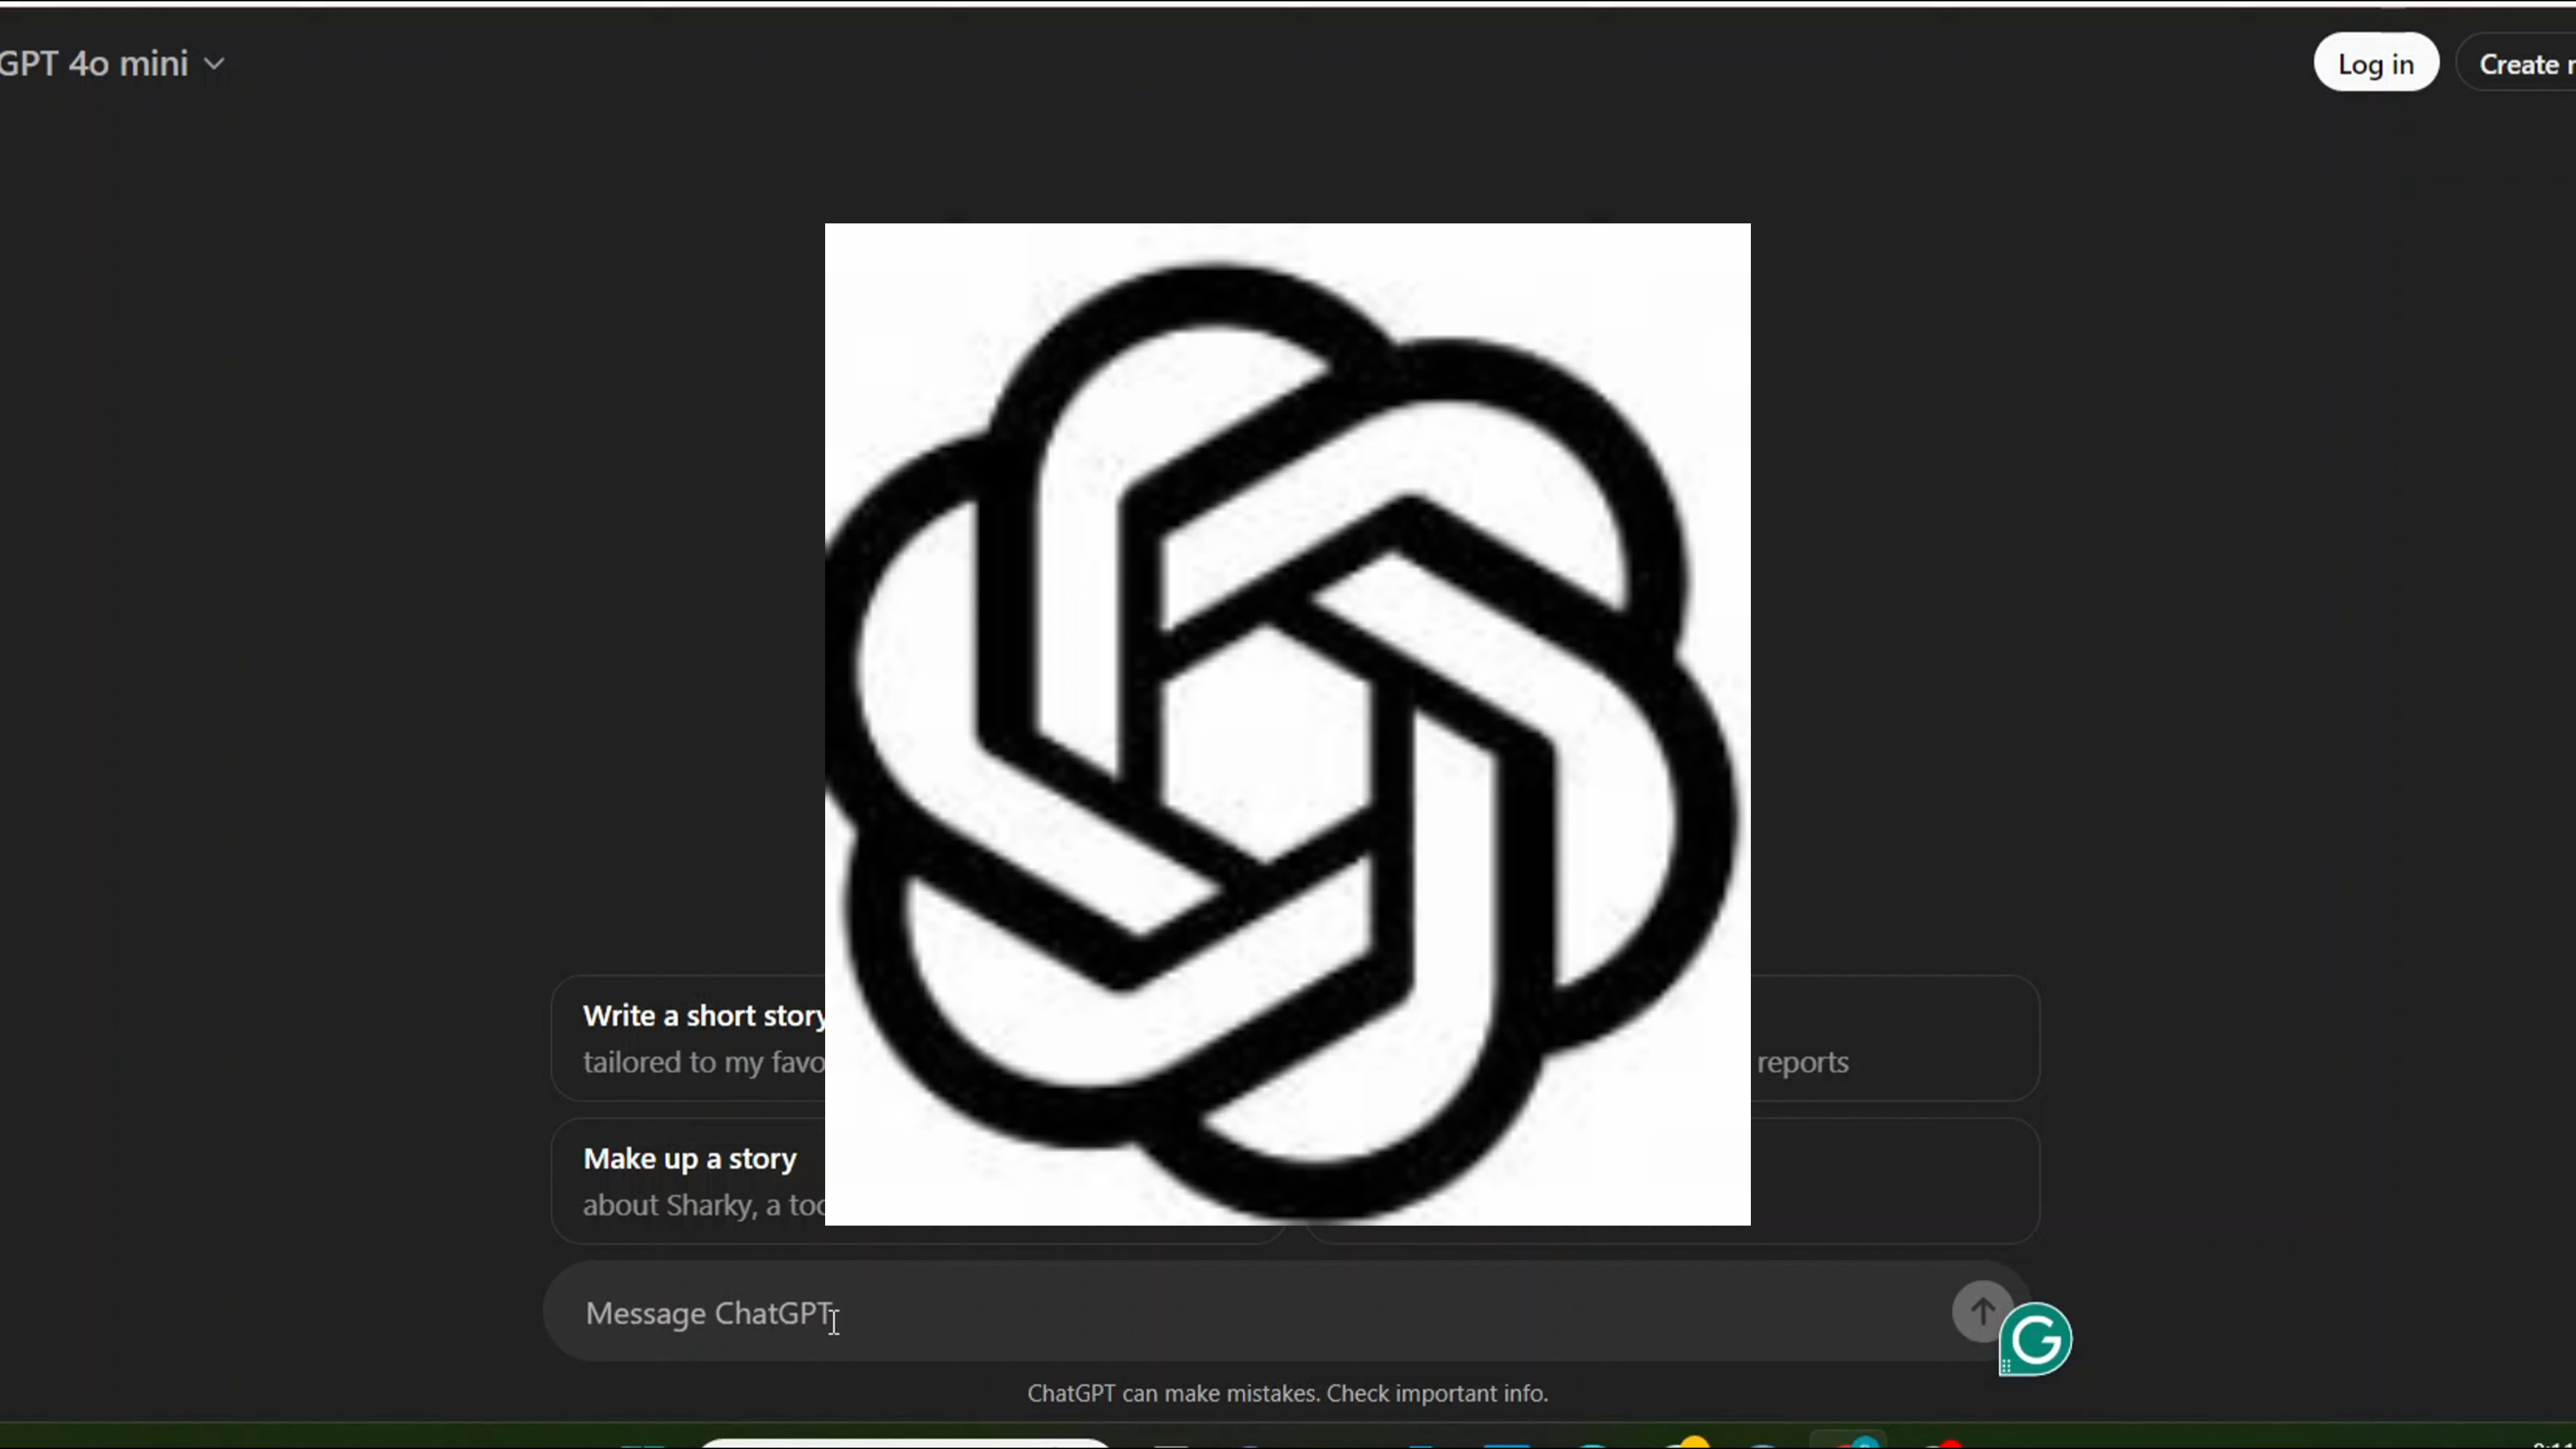 GPT 4o mini
Log in
Create
Write a short story
tailored to my favo
reports
Make up a story
about Sharky, a
Message ChatGPT
ChatGPT can make mistakes. Check important info.